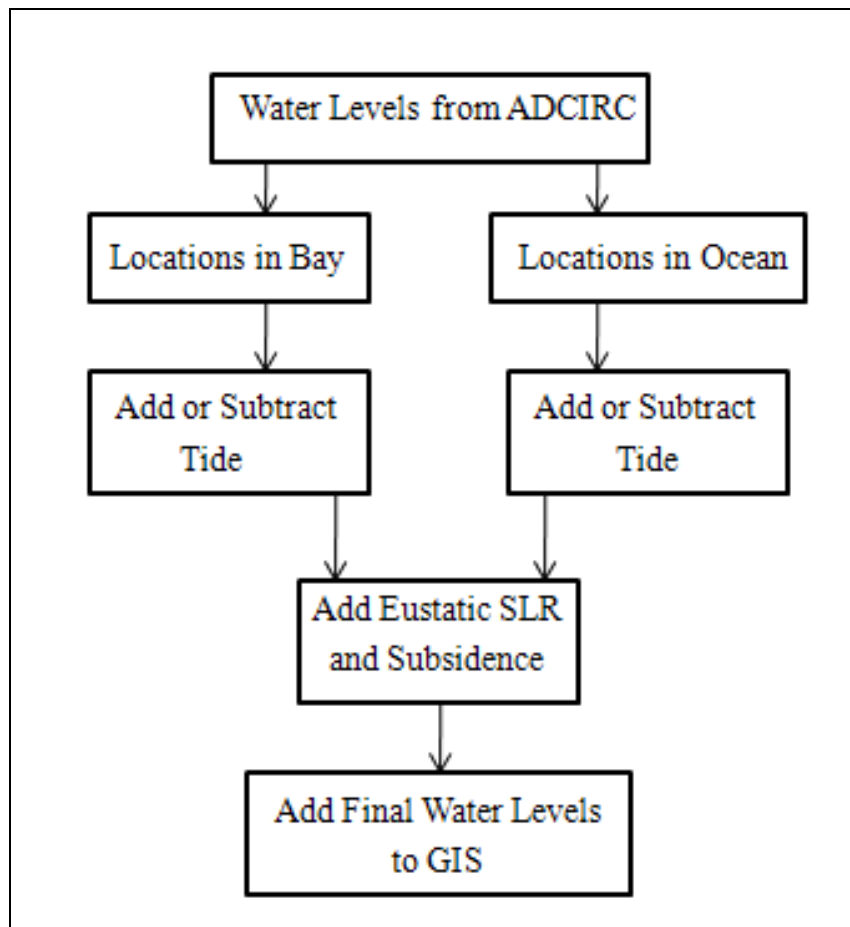 Water Levels from ADCIRC
Locations in Bay
Locations in Ocean
Add or Subtract
Tide
Add or Subtract
Tide
Add Eustatic SLR
and Subsidence
Add Final Water Levels
to GIS